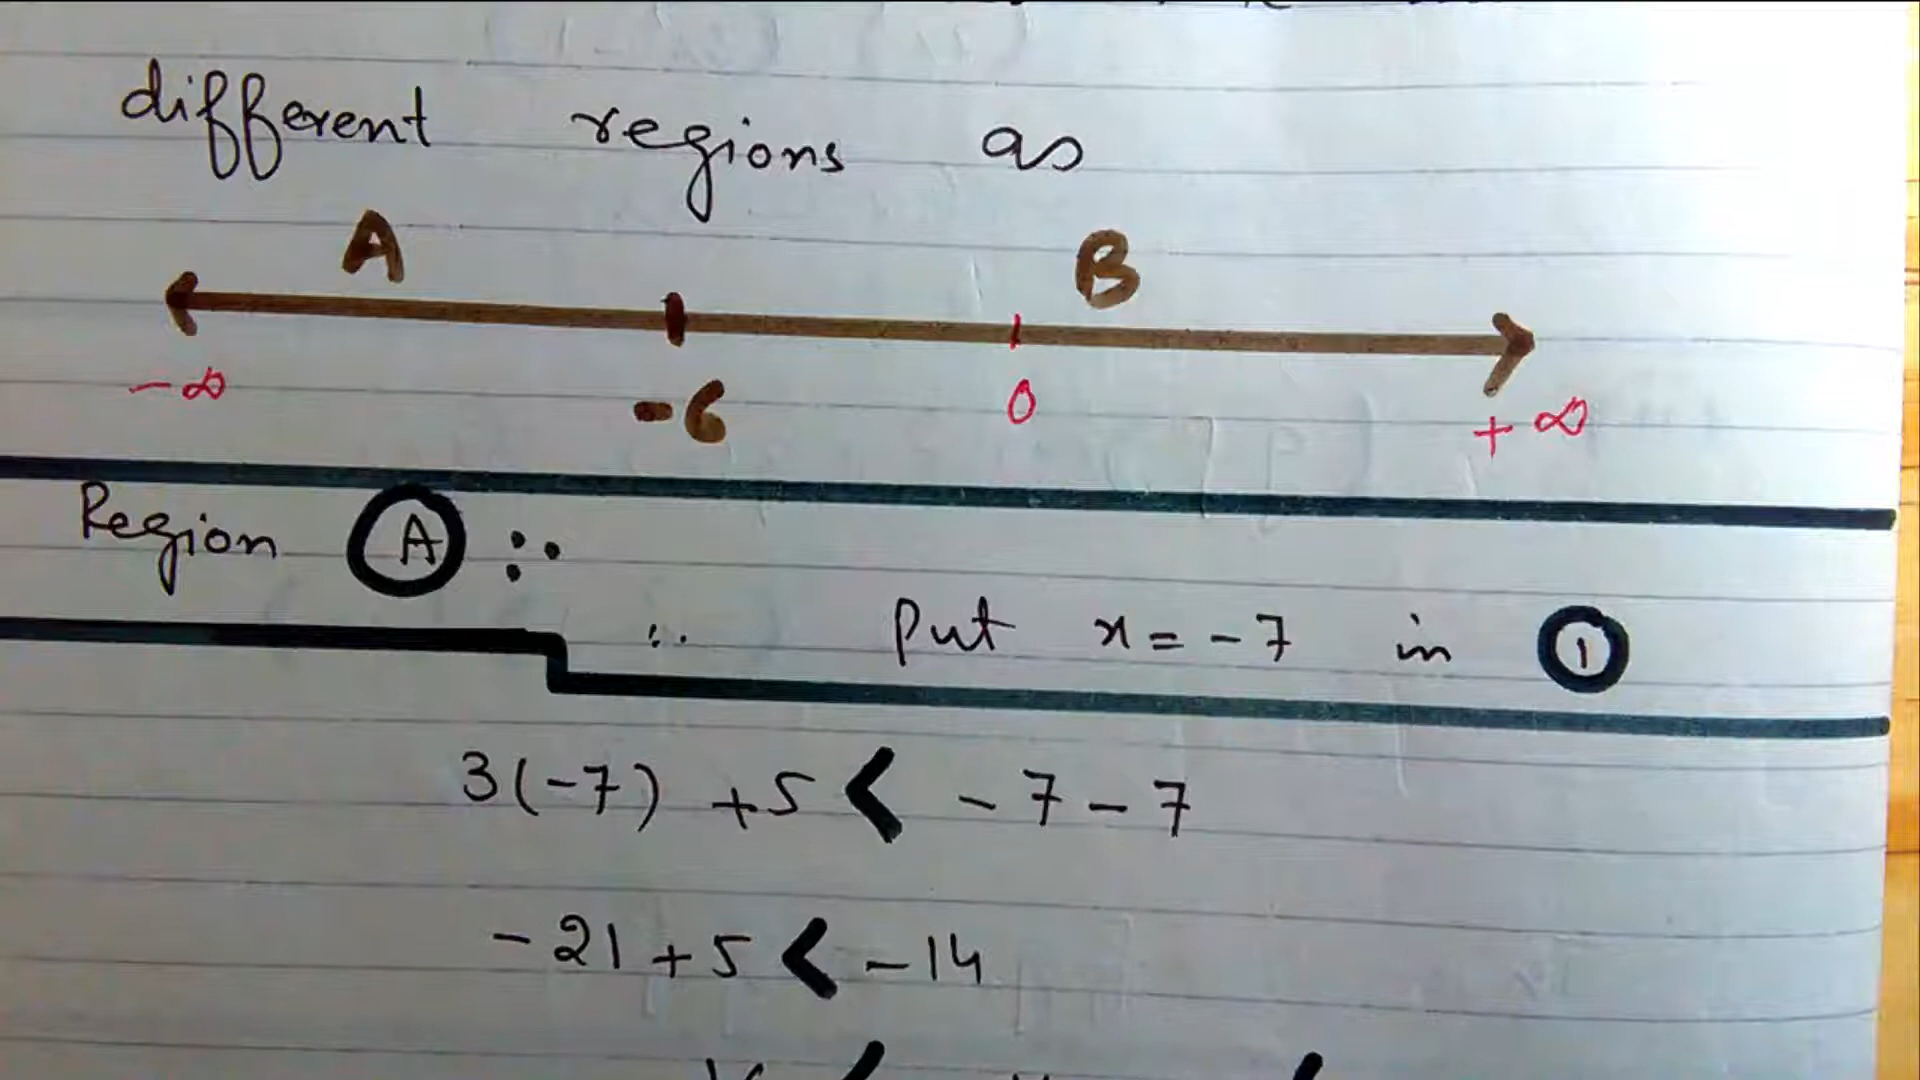 different regions as
A B
-∞ -6 0 +∞
Region A :-
∴ Put x = -7 in 1
3(-7) +5 < -7-7
-21+5 < -14